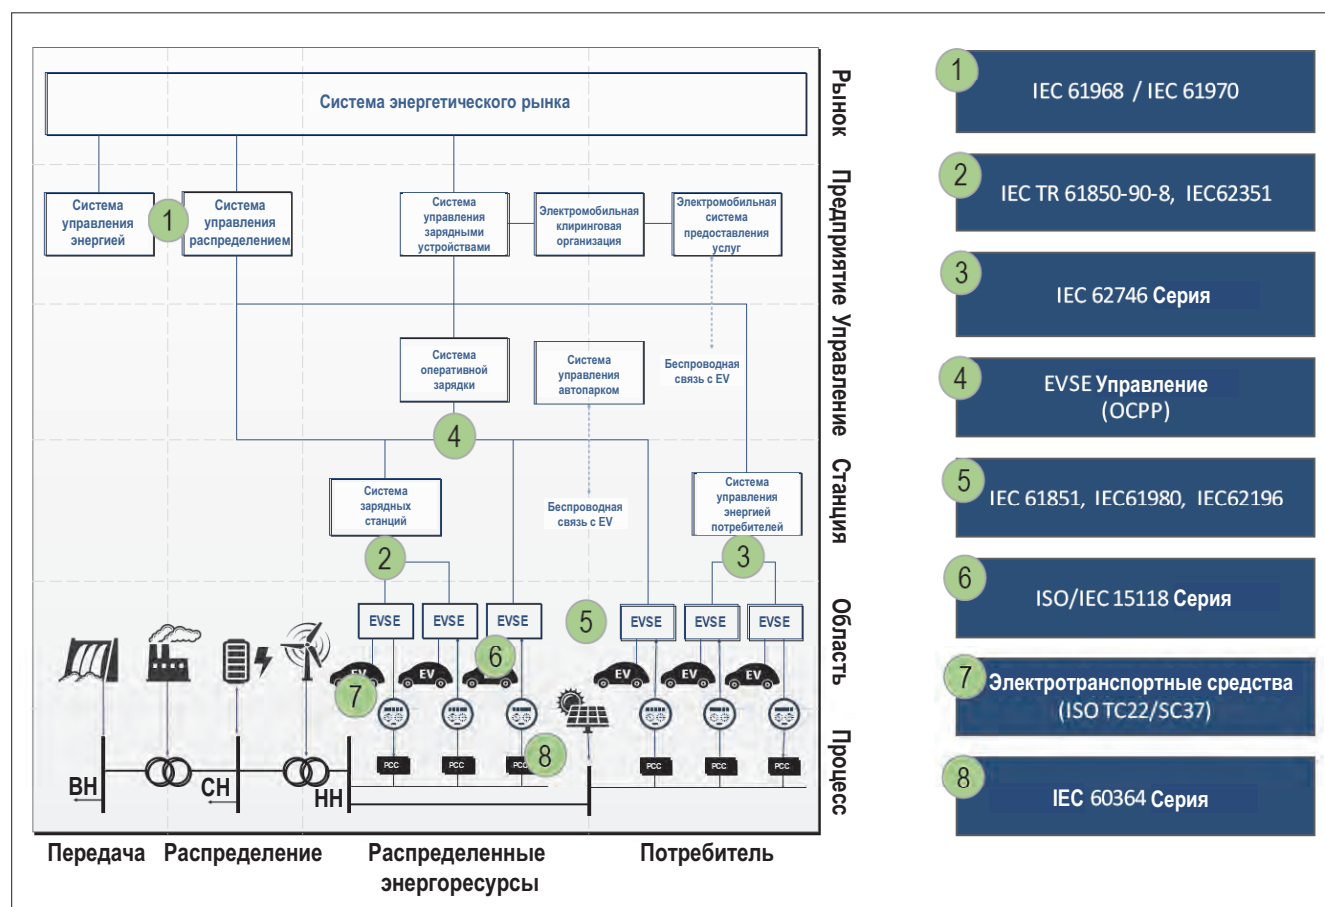 Система энергетического рынка
Рынок
Система
управления
энергией
1
Система
управления
распределением
Система
управления
зарядными
устройствами
Электромобильная
клиринговая
организация
Электромобильная
система
предоставления
услуг
Предприятие
Система
оперативной
зарядки
Система
управления
автопарком
Беспроводная
связь с EV
Управление
4
Система
зарядных
станций
Беспроводная
связь с EV
Система
управления
энергией
потребителей
Станция
2
3
EVSE
EVSE
EVSE
5
EVSE
EVSE
EVSE
Область
EV
EV
6
EV
EV
EV
7
PCC
PCC
PCC
8
PCC
PCC
PCC
Процесс
ВН
СН
НН
Передача
Распределение
Распределенные
энергоресурсы
Потребитель
1
IEC 61968 / IEC 61970
2
IEC TR 61850-90-8, IEC62351
3
IEC 62746 Серия
4
EVSE Управление
(OCPP)
5
IEC 61851, IEC61980, IEC62196
6
ISO/IEC 15118 Серия
7
Электротранспортные средства
(ISO TC22/SC37)
8
IEC 60364 Серия